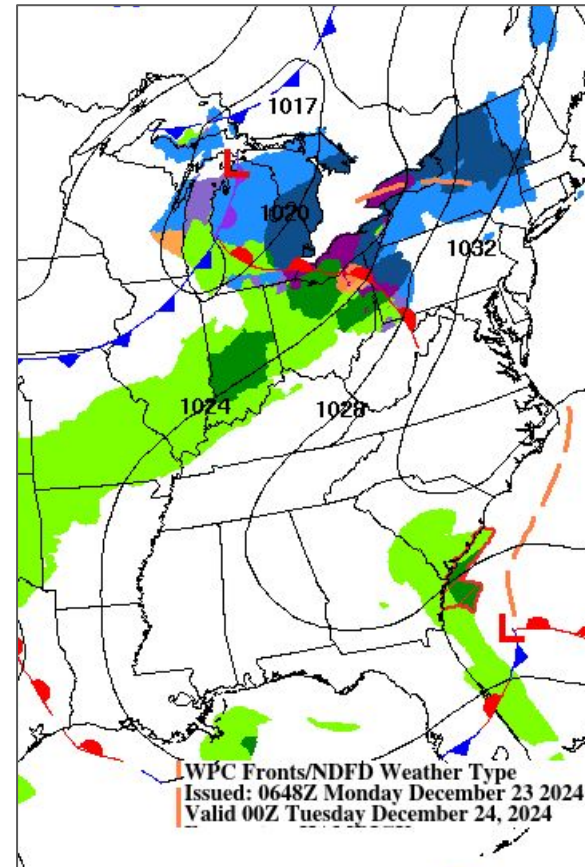 1017
L
1020
1032
1024
1028
L
WPC Fronts/NDFD Weather Type
Issued: 0648Z Monday December 23 2024
Valid 00Z Tuesday December 24, 2024